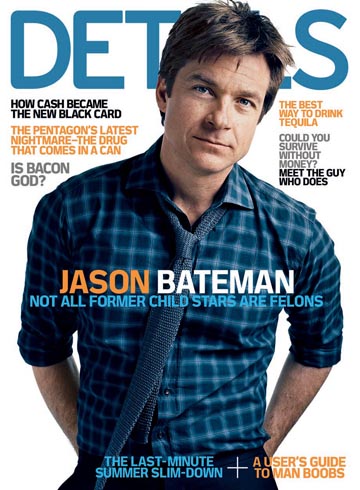 DETAILS
HOW CASH BECAME
THE NEW BLACK CARD
THE PENTAGON'S LATEST
NIGHTMARE–THE DRUG
THAT COMES IN A CAN
IS BACON
GOD?
THE BEST
WAY TO DRINK
TEQUILA
COULD YOU
SURVIVE
WITHOUT
MONEY?
MEET THE GUY
WHO DOES
JASON BATEMAN
NOT ALL FORMER CHILD STARS ARE FELONS
THE LAST-MINUTE
SUMMER SLIM-DOWN
+
A USER'S GUIDE
TO MAN BOOBS